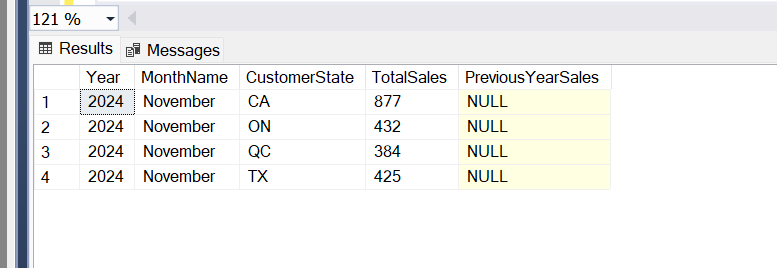 121 %
Results Messages
Year MonthName CustomerState TotalSales PreviousYearSales
1 2024 November CA 877 NULL
2 2024 November ON 432 NULL
3 2024 November QC 384 NULL
4 2024 November TX 425 NULL